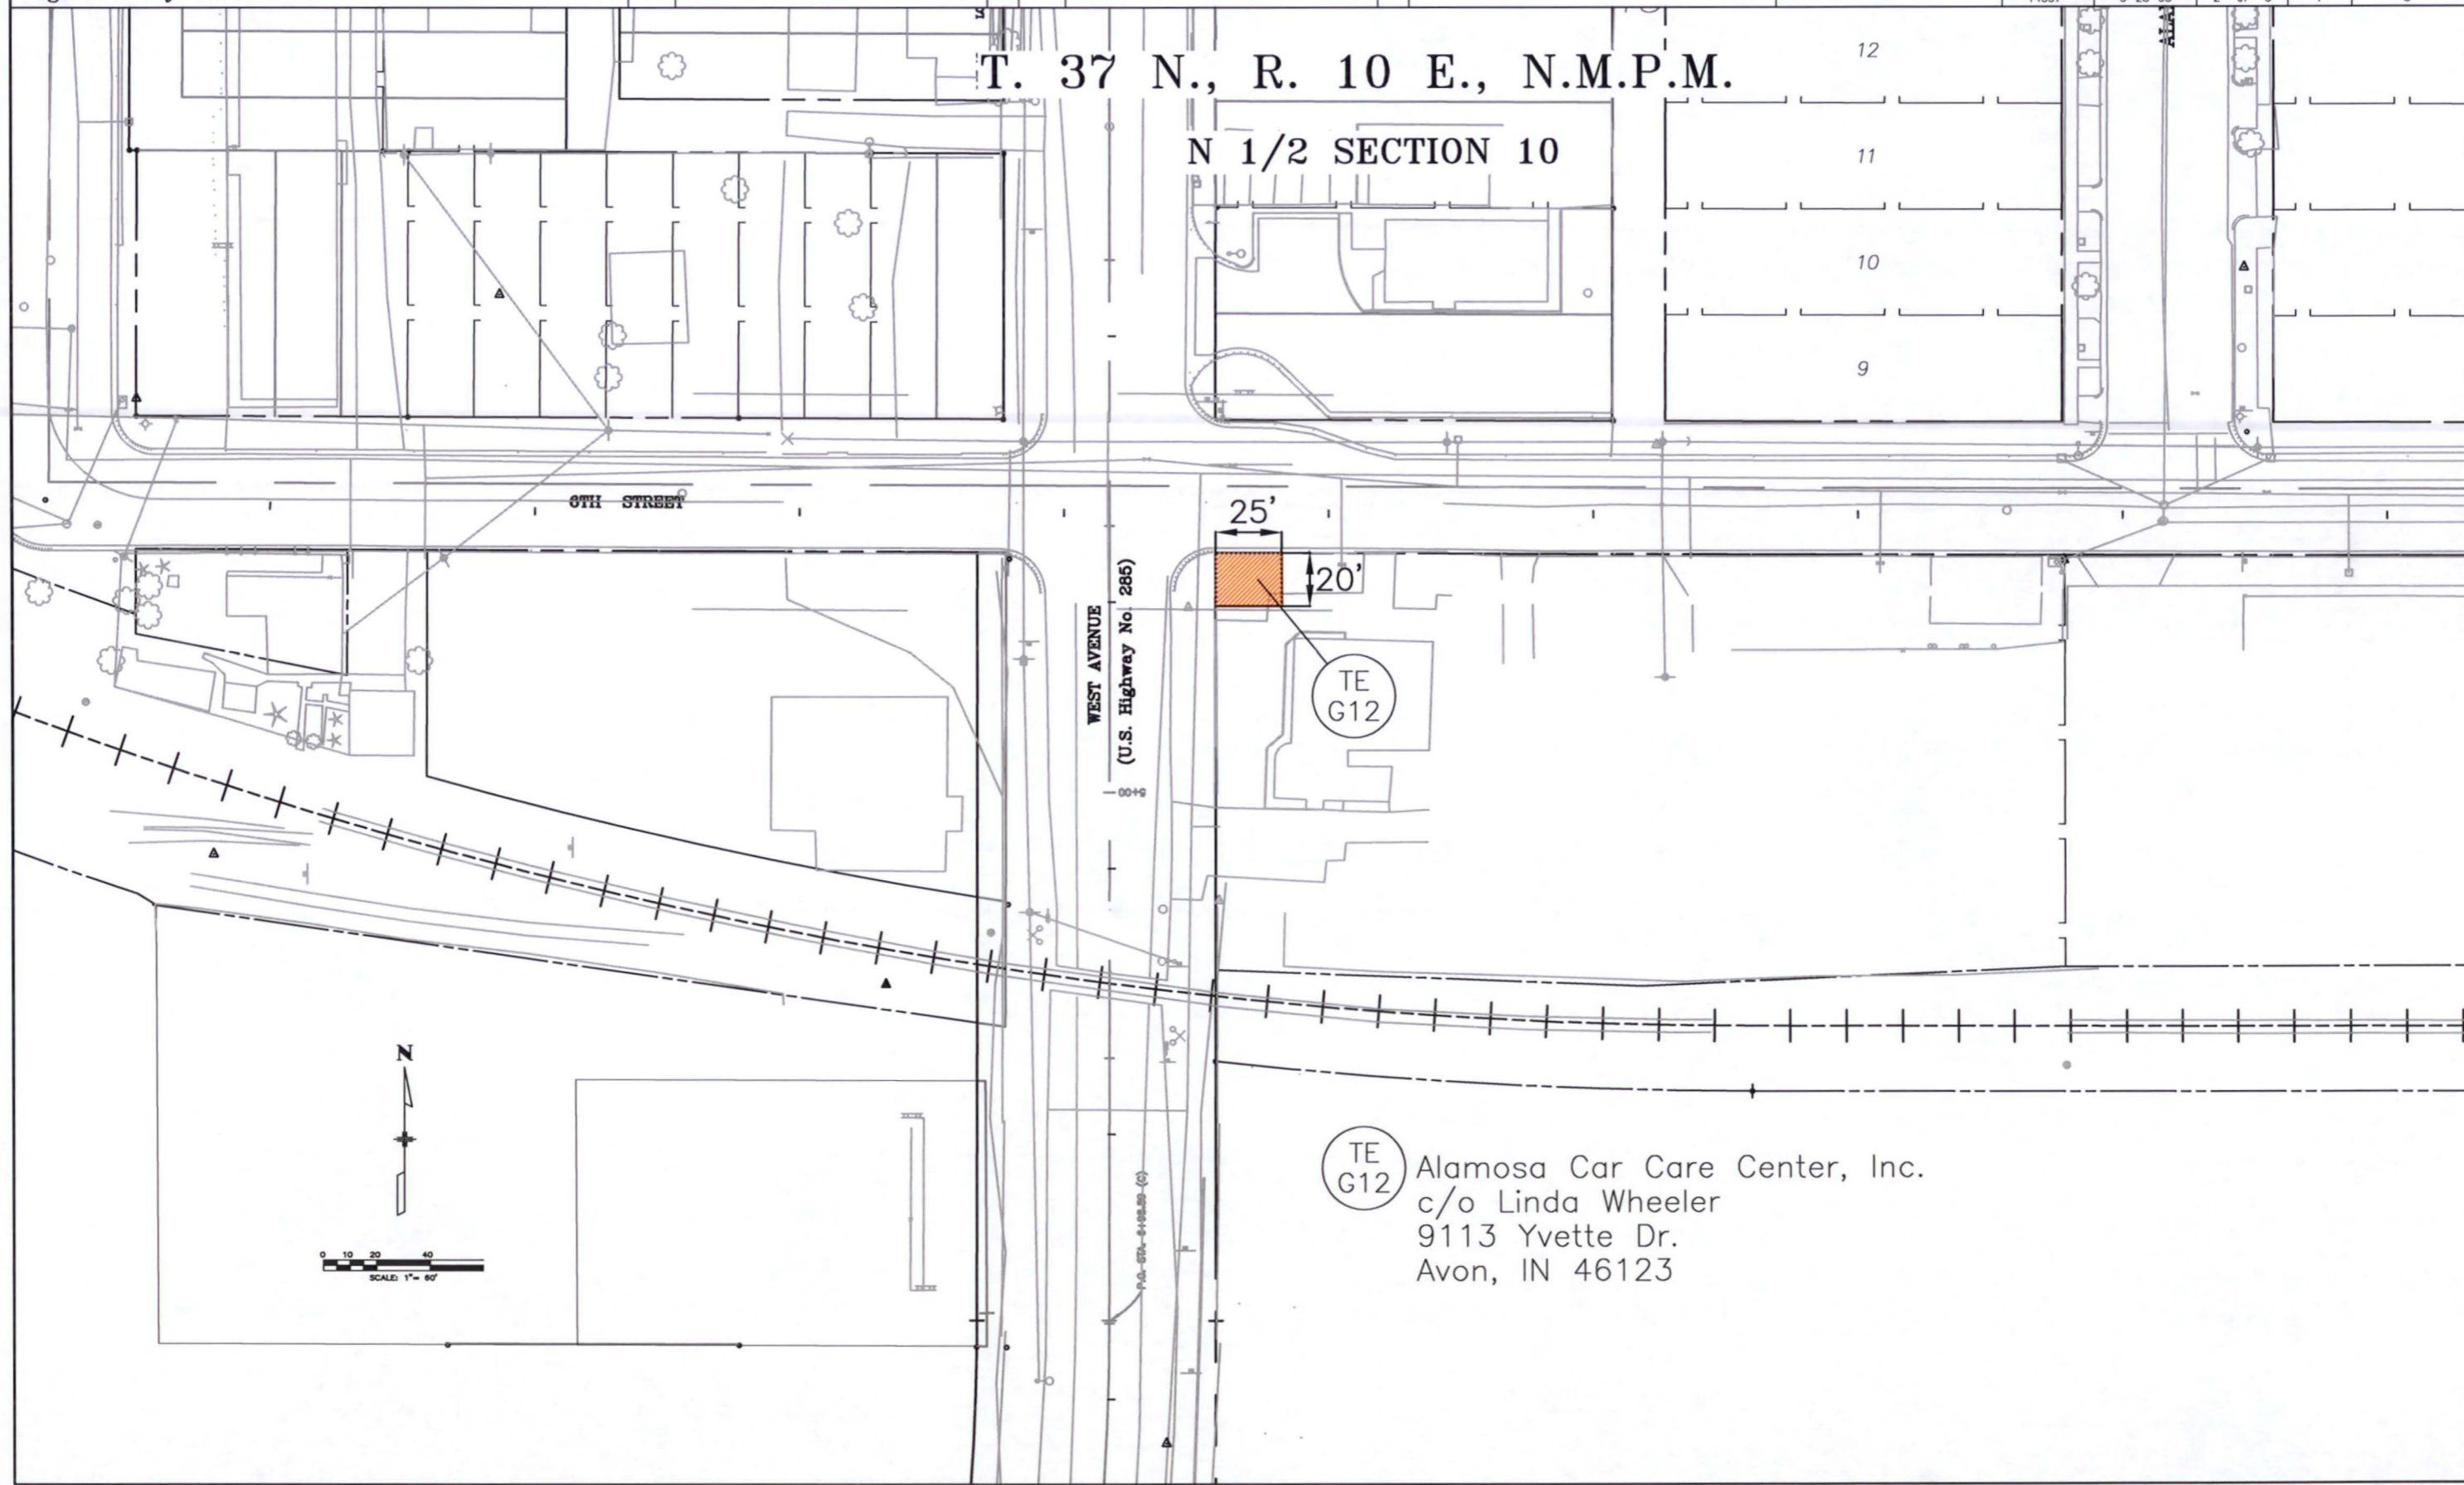 T. 37 N., R. 10 E., N.M.P.M.
N 1/2 SECTION 10
12
11
10
9
6TH STREET
25'
20'
WEST AVENUE
(U.S. Highway No. 285)
TE
G12
5+00
N
0 10 20 40
SCALE: 1"= 60'
TE
G12
Alamosa Car Care Center, Inc.
c/o Linda Wheeler
9113 Yvette Dr.
Avon, IN 46123